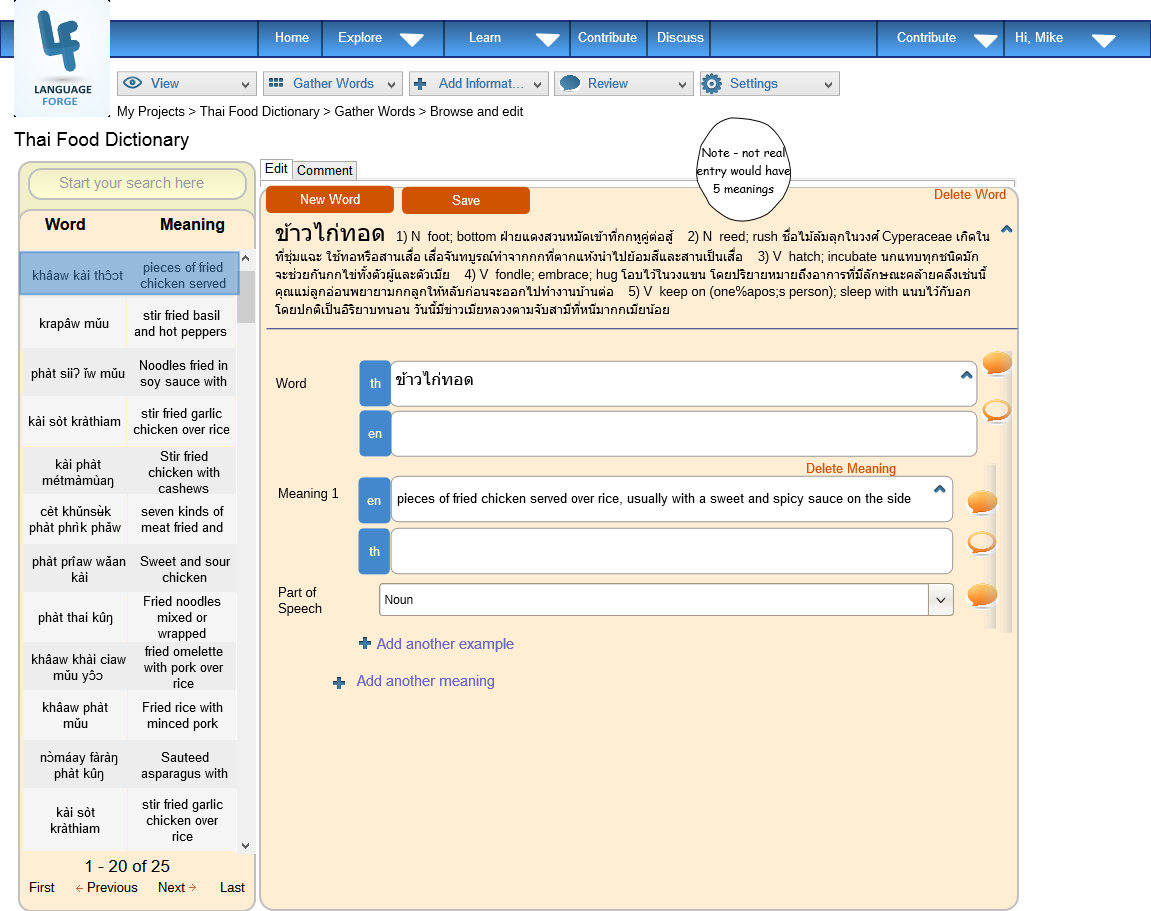 Home Explore Learn Contribute Discuss Contribute Hi, Mike
LANGUAGE
FORGE
View Gather Words Add Informat... Review Settings
My Projects > Thai Food Dictionary > Gather Words > Browse and edit
Thai Food Dictionary
Note - not real
entry would have
5 meanings
Start your search here
Word Meaning
khâaw kài thɔ̂ɔt
pieces of fried
chicken served
krapâw mǔu
stir fried basil
and hot peppers
phàt siiʔ ǐw mǔu
Noodles fried in
soy sauce with
kài sòt kràthiam
stir fried garlic
chicken over rice
kài phàt
métmàmùaŋ
Stir fried
chicken with
cashews
cèt khǔnsèk
phàt phrìk phǎw
seven kinds of
meat fried and
phàt prîaw wǎan
kài
Sweet and sour
chicken
phàt thai kûŋ
Fried noodles
mixed or
wrapped
khâaw khài ciaw
mǔu yɔ̂ɔ
fried omelette
with pork over
rice
khâaw phàt
mǔu
Fried rice with
minced pork
nɔ̀máay fàràŋ
phàt kûŋ
Sauteed
asparagus with
kài sòt
kràthiam
stir fried garlic
chicken over
rice
1 - 20 of 25
First Previous Next Last
Edit Comment
New Word Save Delete Word
ข้าวไก่ทอด 1) N foot; bottom ฝ่ายแดงสวนหมัดเข้าที่กกหูคู่ต่อสู้ 2) N reed; rush ชื่อไม้ล้มลุกในวงศ์ Cyperaceae เกิดใน
ที่ชุ่มแฉะ ใช้ทอหรือสานเสื่อ เสื่อจันทบูรณ์ทำจากกกที่ตากแห้งนำไปย้อมสีและสานเป็นเสื่อ 3) V hatch; incubate นกแทบทุกชนิดมัก
จะช่วยกันกกไข่ทั้งตัวผู้และตัวเมีย 4) V fondle; embrace; hug โอบไว้ในวงแขน โดยปริยายหมายถึงอาการที่มีลักษณะคล้ายคลึงเช่นนี้
คุณแม่ลูกอ่อนพยายามกกลูกให้หลับก่อนจะออกไปทำงานบ้านต่อ 5) V keep on (one%apos;s person); sleep with แนบไว้กับอก
โดยปกติเป็นอิริยาบทนอน วันนี้มีข่าวเมียหลวงตามจับสามีที่หนีมากกเมียน้อย
Word th ข้าวไก่ทอด
en
Delete Meaning
Meaning 1 en pieces of fried chicken served over rice, usually with a sweet and spicy sauce on the side
th
Part of
Speech
Noun
Add another example
Add another meaning